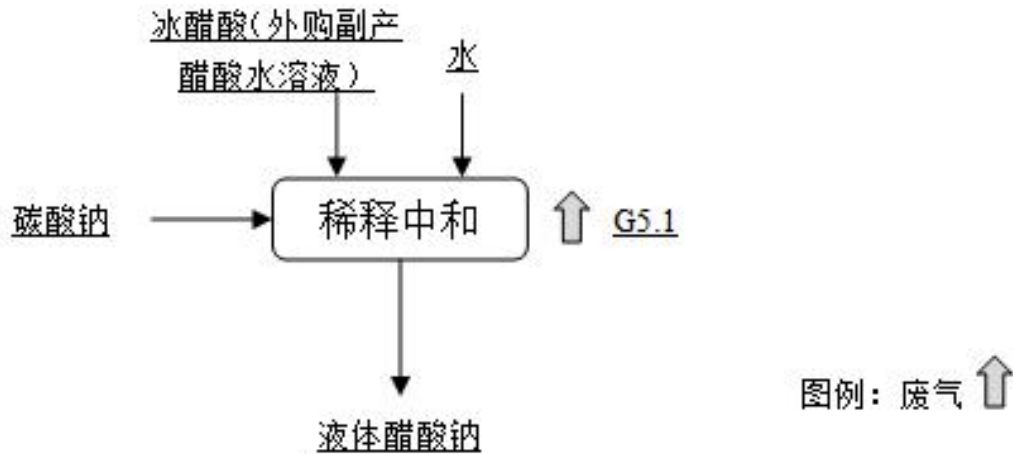 冰醋酸(外购副产
醋酸水溶液）
水
碳酸钠
稀释中和
G5.1
图例：废气
液体醋酸钠